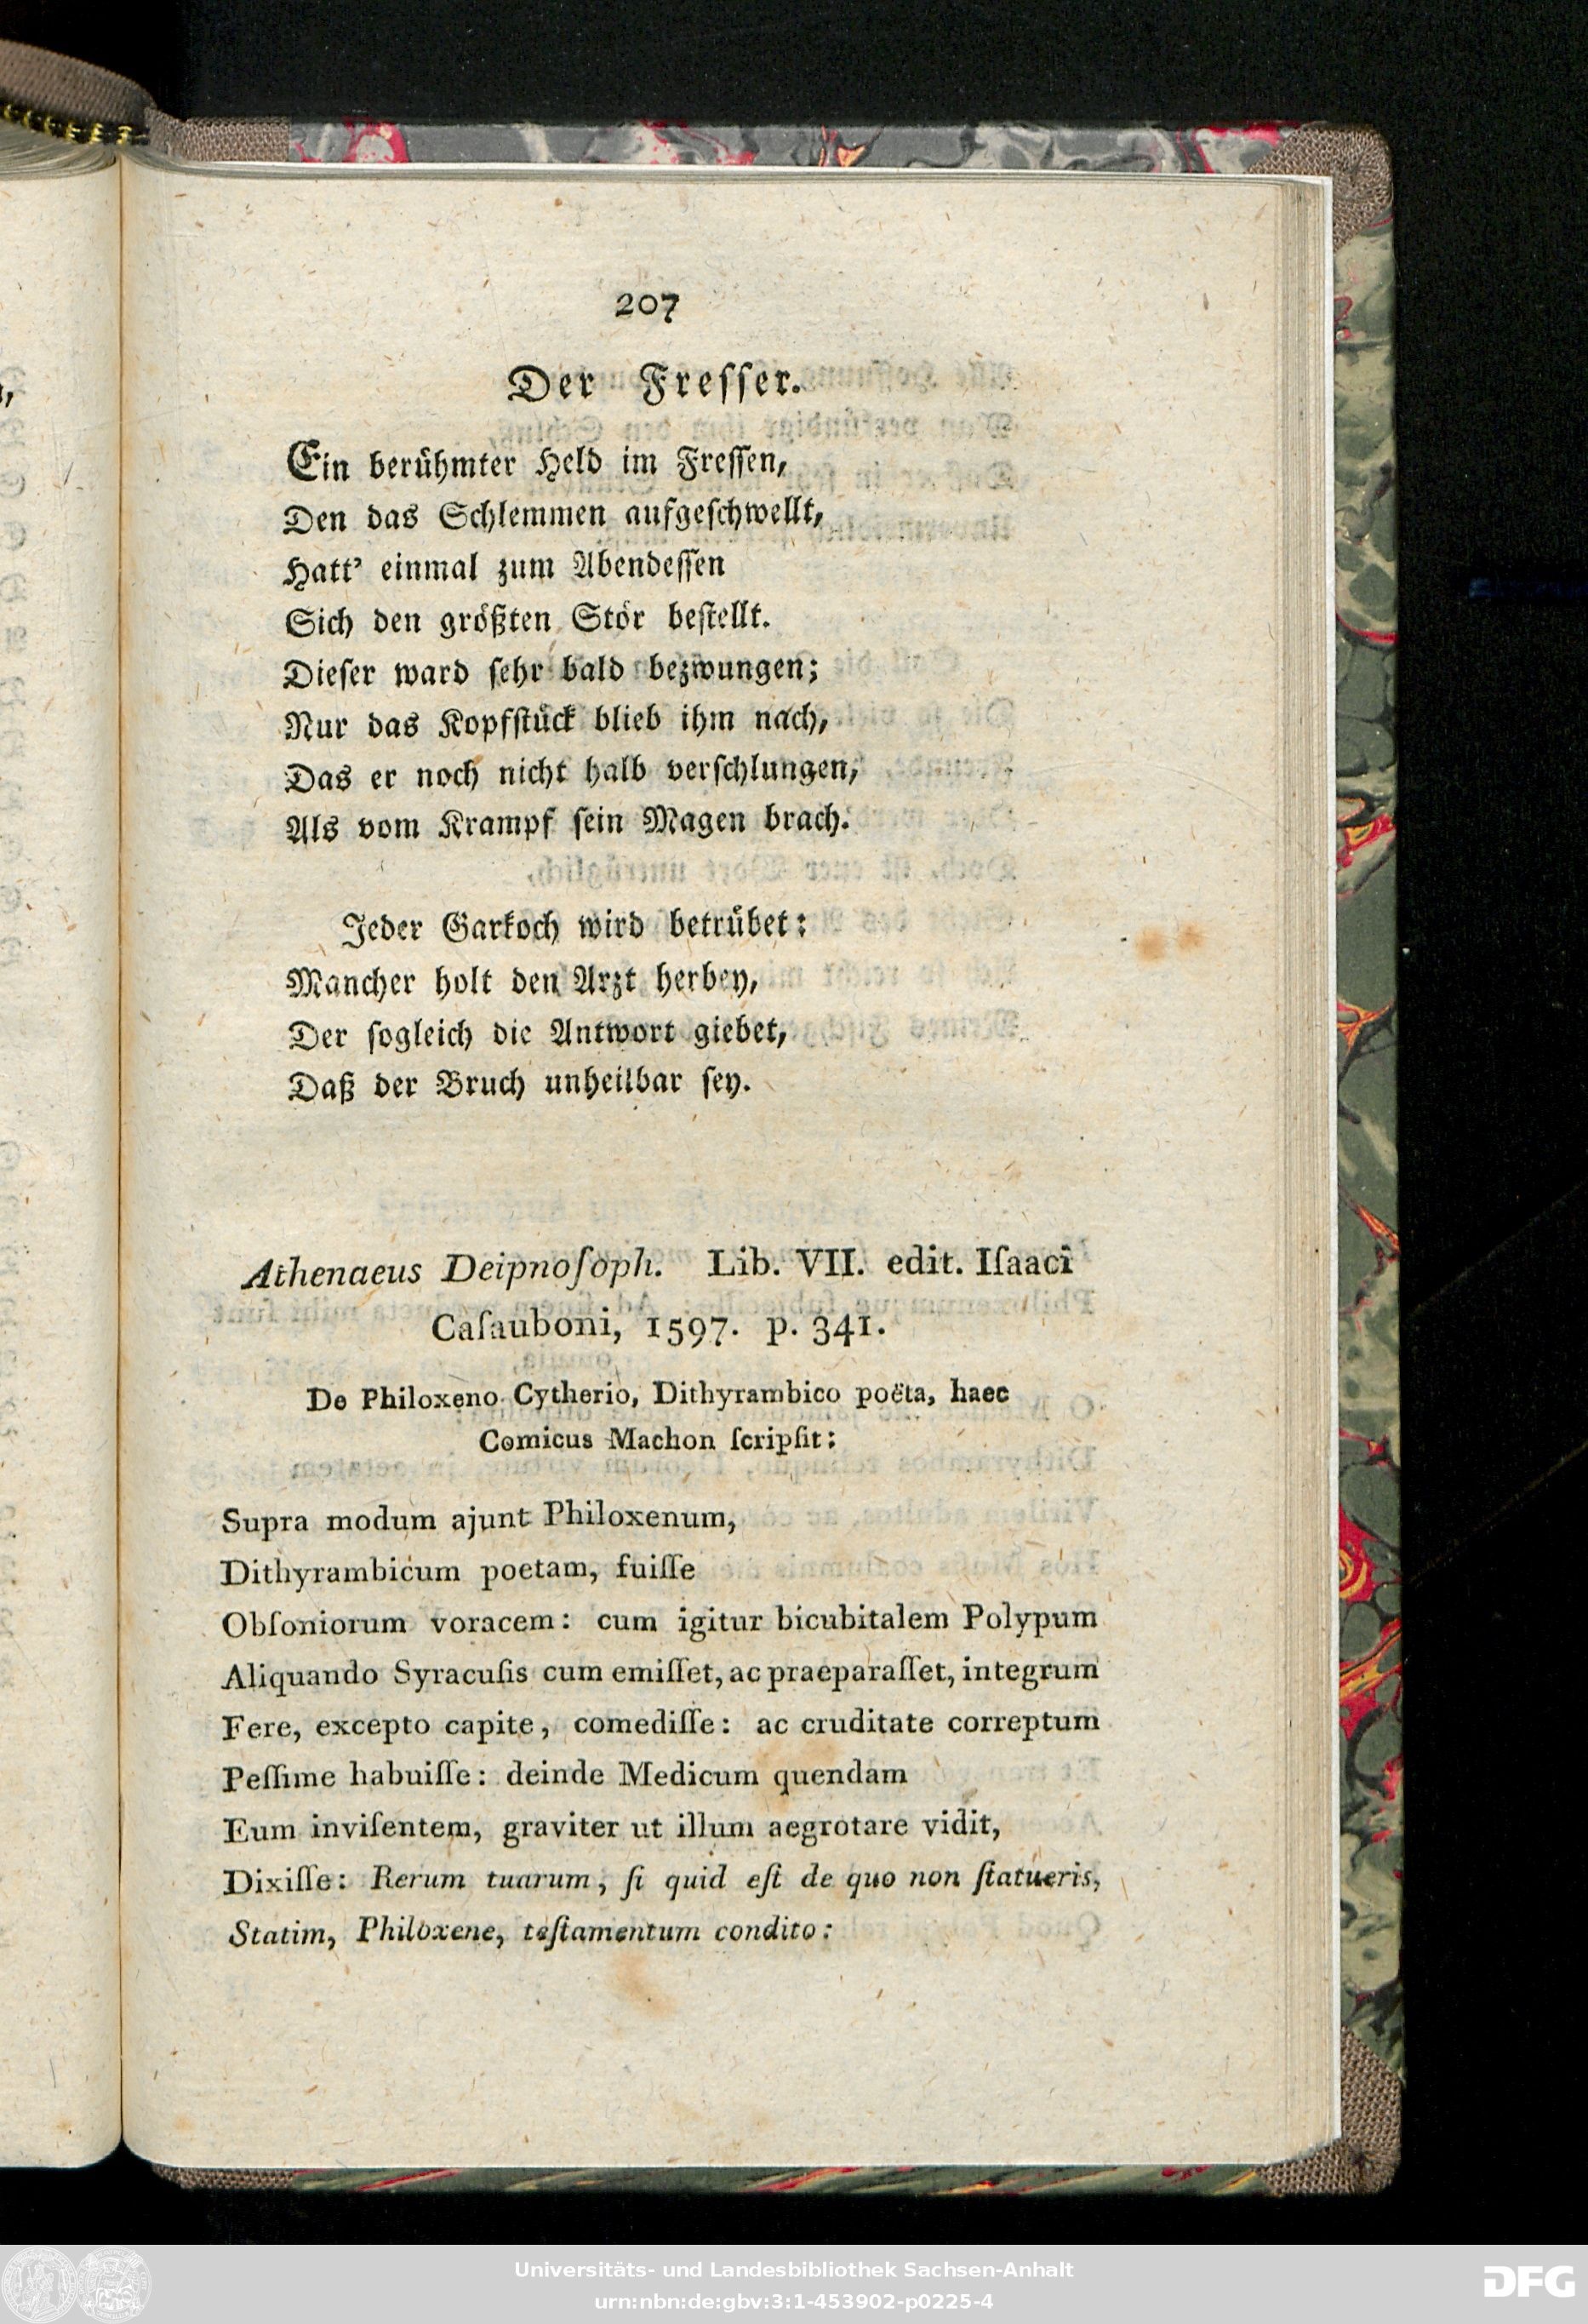 207
Der Freſſer.
Ein berühmter Held im Freſſen,
Den das Schlemmen aufgeſchwellt,
Hatt' einmal zum Abendeſſen
Sich den größten Stör beſtellt.
Dieſer ward ſehr bald bezwungen;
Nur das Kopfſtück blieb ihm nach,
Das er noch nicht halb verſchlungen,
Als vom Krampf ſein Magen brach.
Jeder Garkoch wird betrübet:
Mancher holt den Arzt herbey,
Der ſogleich die Antwort giebet,
Daß der Bruch unheilbar ſey.
Athenaeus Deipnoſoph. Lib. VII. edit. Iſaaci
Caſauboni, 1597. p. 341.
De Philoxeno Cytherio, Dithyrambico poëta, haec
Comicus Machon ſcripſit:
Supra modum ajunt Philoxenum,
Dithyrambicum poetam, fuiſſe
Obſoniorum voracem: cum igitur bicubitalem Polypum
Aliquando Syracuſis cum emiſſet, ac praeparaſſet, integrum
Fere, excepto capite, comediſſe: ac cruditate correptum
Peſſime habuiſſe: deinde Medicum quendam
Eum inviſentem, graviter ut illum aegrotare vidit,
Dixiſſe: Rerum tuarum, ſi quid eſt de quo non ſtatueris,
Statim, Philoxene, teſtamentum condito:
Universitäts- und Landesbibliothek Sachsen-Anhalt
urn:nbn:de:gbv:3:1-453902-p0225-4
DFG